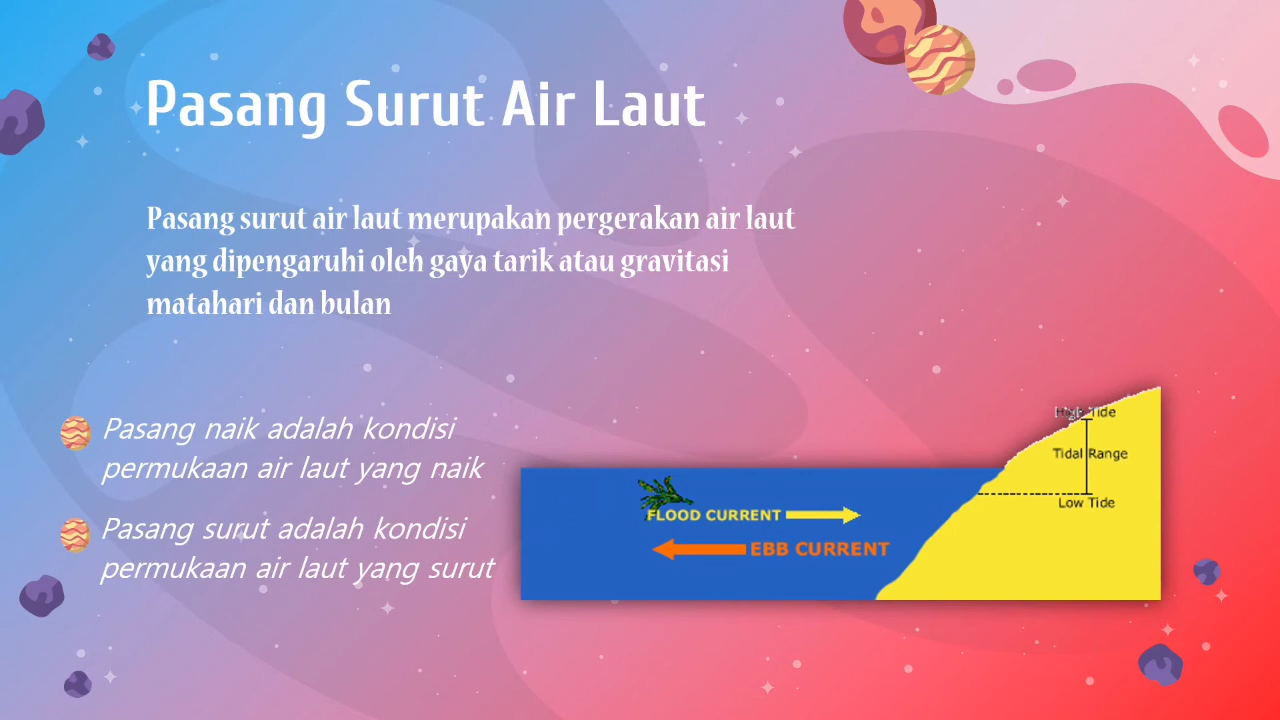 Pasang Surut Air Laut
Pasang surut air laut merupakan pergerakan air laut
yang dipengaruhi oleh gaya tarik atau gravitasi
matahari dan bulan
Pasang naik adalah kondisi
permukaan air laut yang naik
Pasang surut adalah kondisi
permukaan air laut yang surut
High Tide
Tidal Range
Low Tide
FLOOD CURRENT
EBB CURRENT